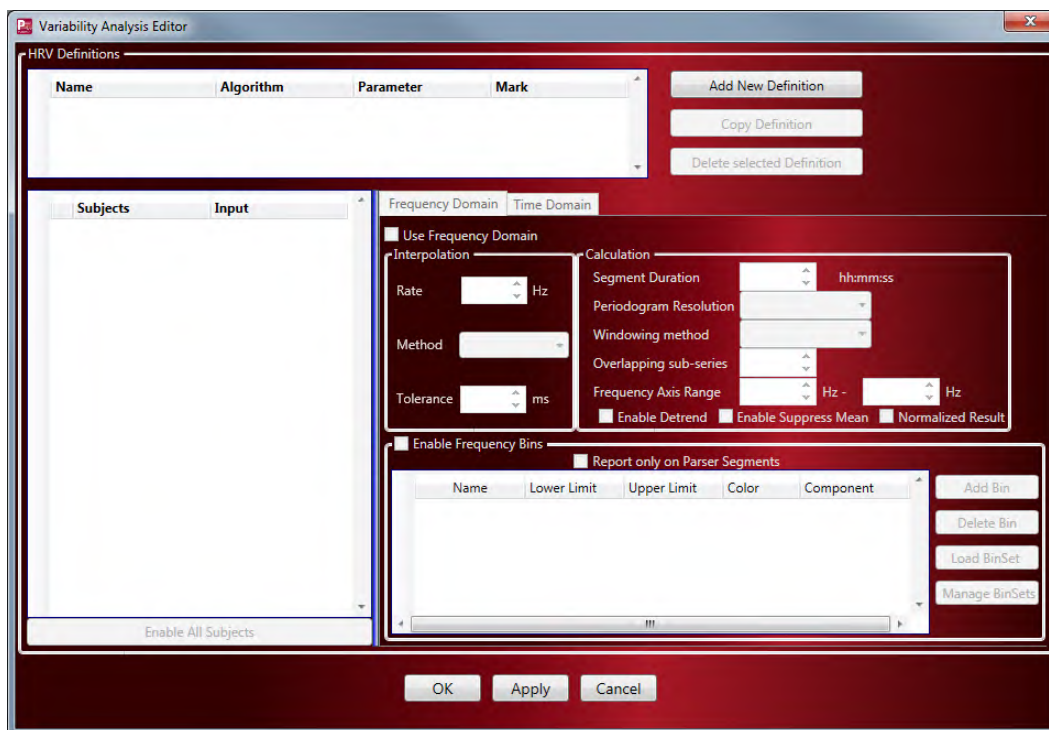 Variability Analysis Editor
HRV Definitions
Name Algorithm Parameter Mark
Add New Definition
Copy Definition
Delete selected Definition
Subjects Input
Enable All Subjects
Frequency Domain Time Domain
Use Frequency Domain
Interpolation
Rate Hz
Method
Tolerance ms
Calculation
Segment Duration hh:mm:ss
Periodogram Resolution
Windowing method
Overlapping sub-series
Frequency Axis Range Hz - Hz
Enable Detrend Enable Suppress Mean Normalized Result
Enable Frequency Bins
Report only on Parser Segments
Name Lower Limit Upper Limit Color Component
Add Bin
Delete Bin
Load BinSet
Manage BinSets
OK Apply Cancel